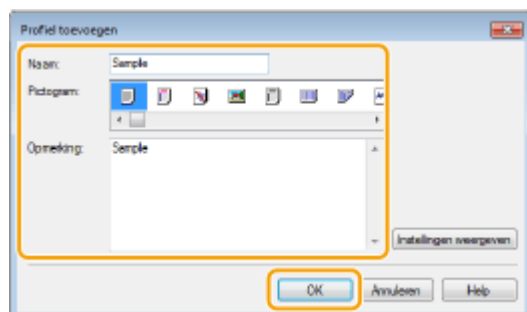 Profiel toevoegen
Naam: Sample
Pictogram:
Opmerking: Sample
Instellingen weergeven
OK Annuleren Help